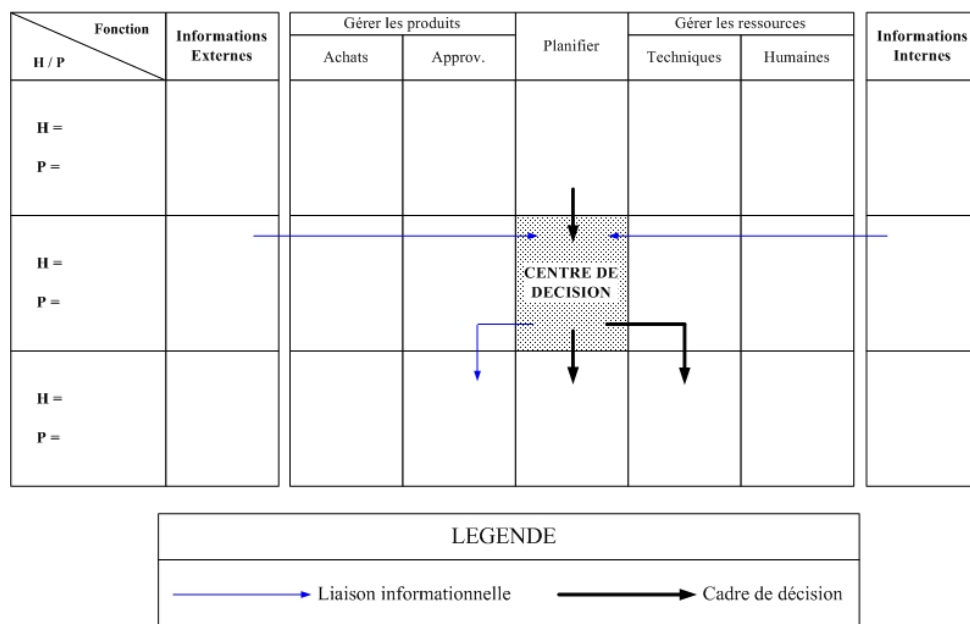 Fonction
H / P
Informations
Externes
Gérer les produits
Achats
Approv.
Planifier
Gérer les ressources
Techniques
Humaines
Informations
Internes
H =
P =
H =
P =
CENTRE DE
DECISION
H =
P =
LEGENDE
Liaison informationnelle
Cadre de décision